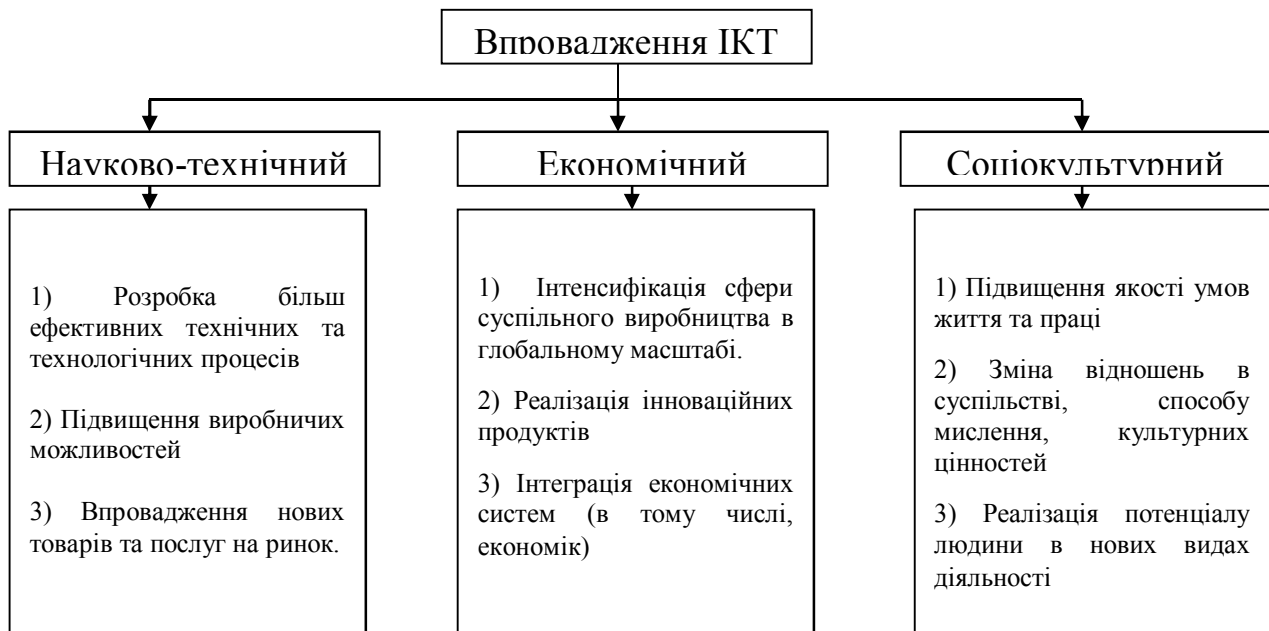 Впровадження ІКТ
Науково-технічний
Економічний
Соціокультурний
1) Розробка більш
ефективних технічних та
технологічних процесів
2) Підвищення виробничих
можливостей
3) Впровадження нових
товарів та послуг на ринок.
1) Інтенсифікація сфери
суспільного виробництва в
глобальному масштабі.
2) Реалізація інноваційних
продуктів
3) Інтеграція економічних
систем (в тому числі,
економік)
1) Підвищення якості умов
життя та праці
2) Зміна відношень в
суспільстві, способу
мислення, культурних
цінностей
3) Реалізація потенціалу
людини в нових видах
діяльності